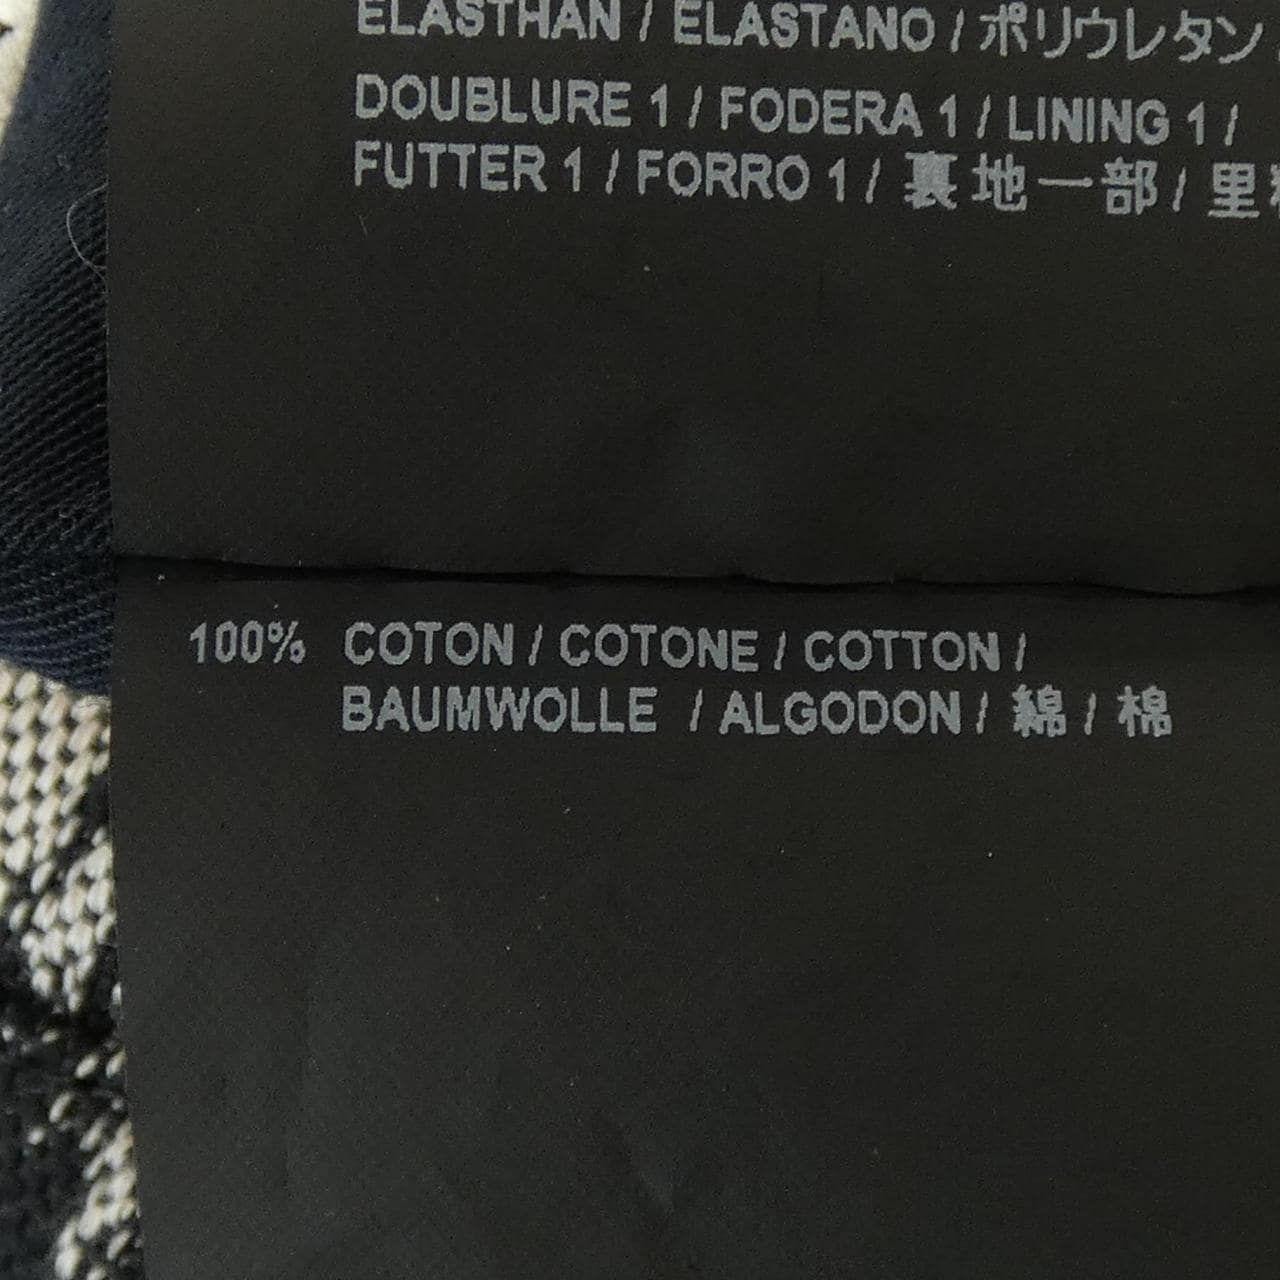 ELASTHAN / ELASTANO / ポリウレタン
DOUBLURE 1 / FODERA 1 / LINING 1 /
FUTTER 1 / FORRO 1 / 裏地一部 / 里
100% COTON / COTONE / COTTON /
BAUMWOLLE / ALGODON / 綿 / 棉